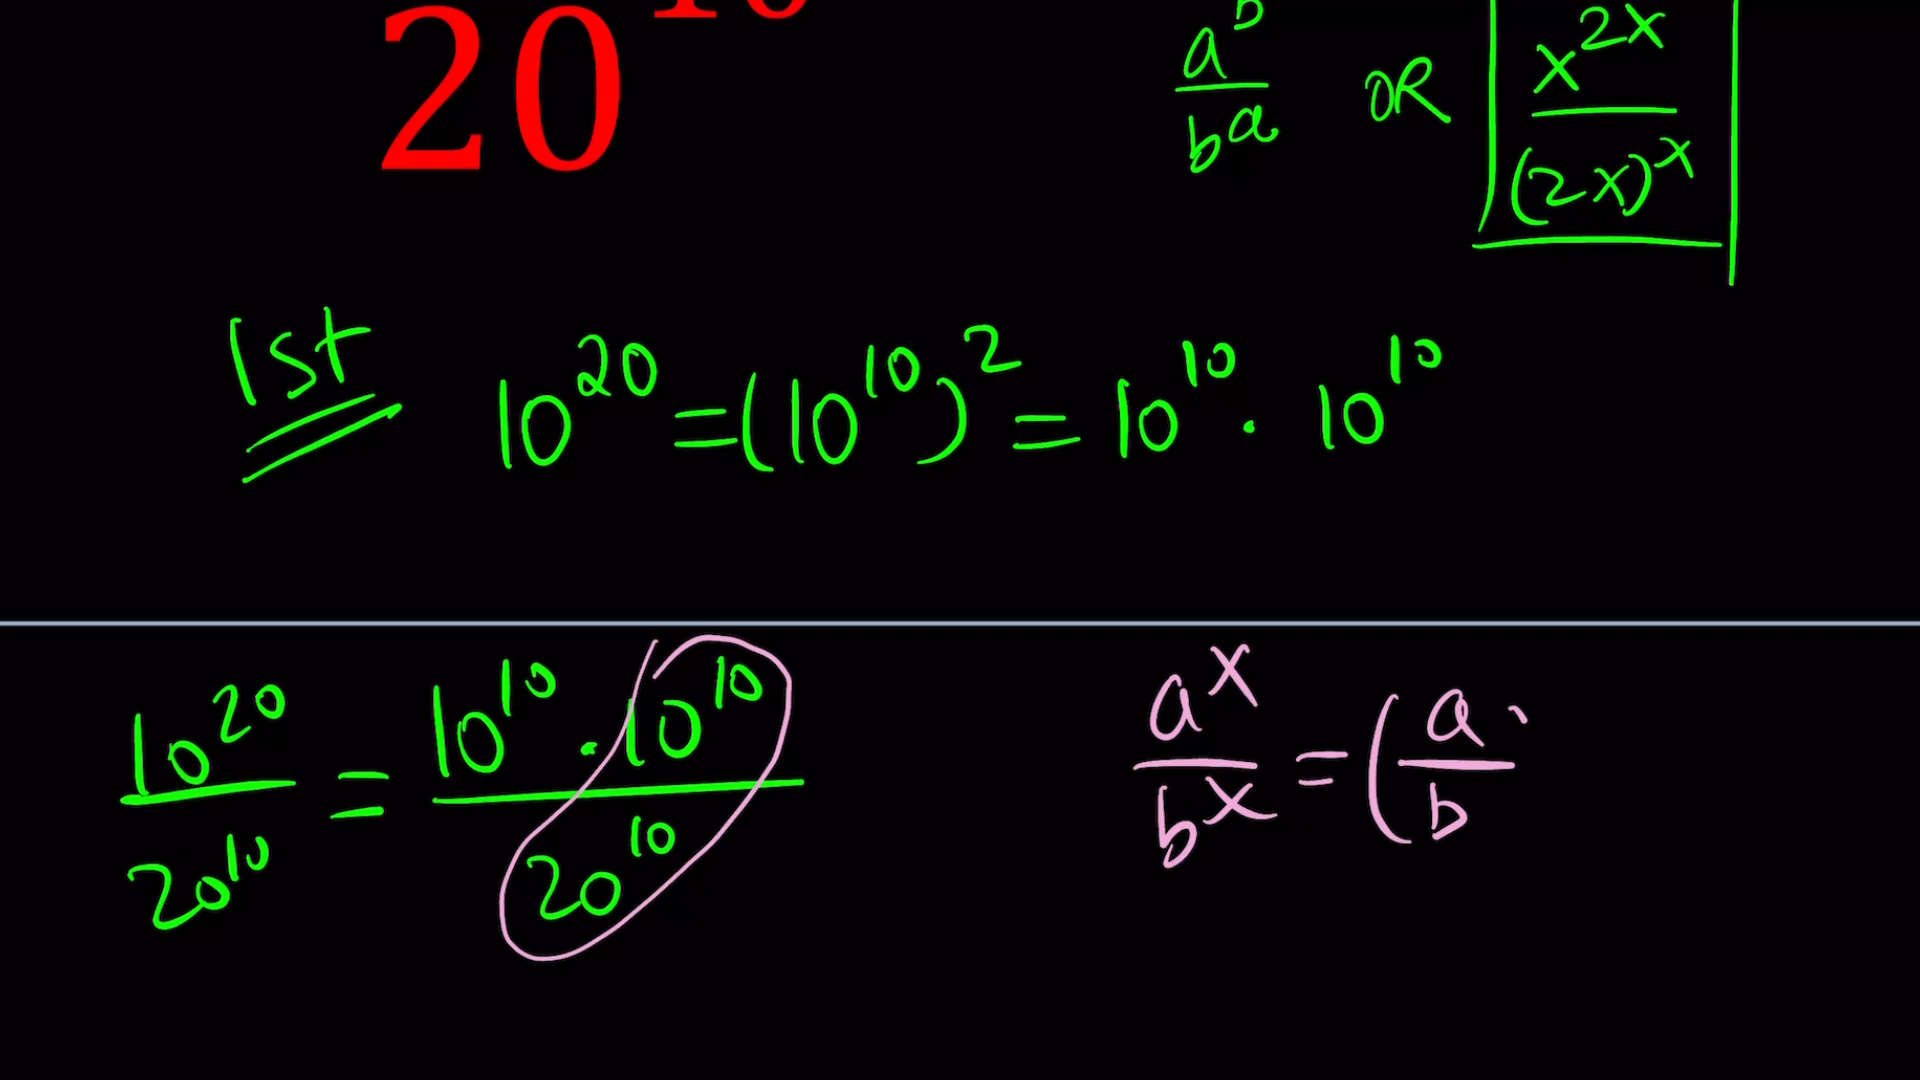 20^10
a^b/b^a OR x^(2x)/(2x)^x
1st 10^20 = (10^10)^2 = 10^10 · 10^10
10^20/20^10 = 10^10 · 10^10/20^10
a^x/b^x = (a/b